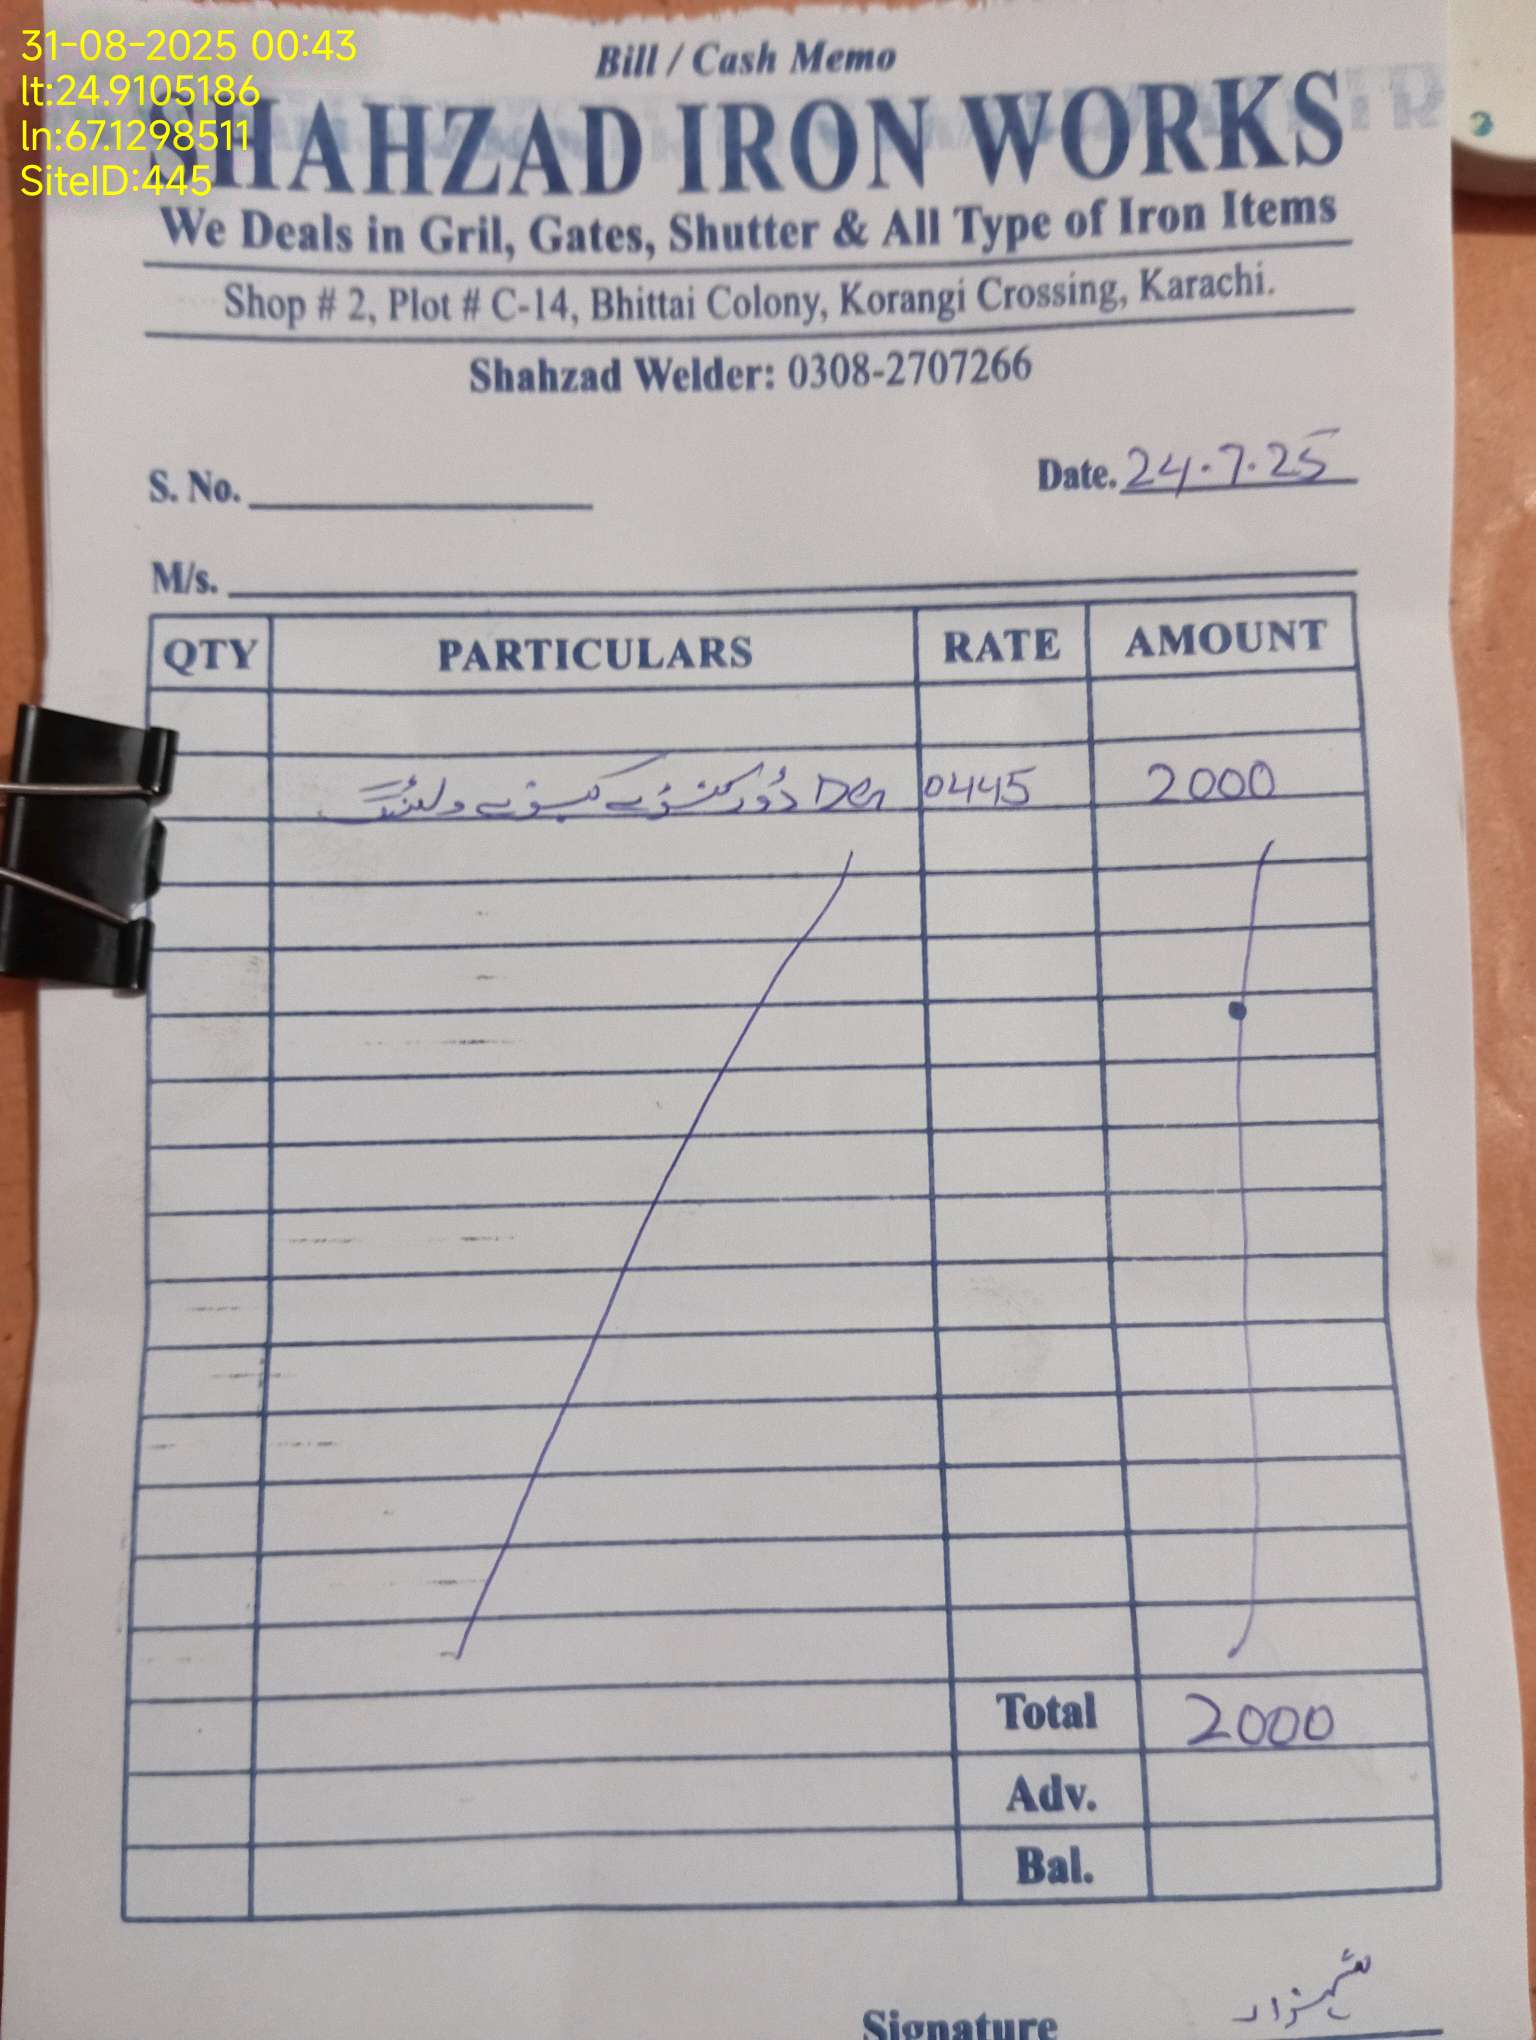 31-08-2025 00:43
lt:24.9105186
ln:67.1298511
SiteID:445
Bill / Cash Memo
SHAHZAD IRON WORKS
We Deals in Gril, Gates, Shutter & All Type of Iron Items
Shop # 2, Plot # C-14, Bhittai Colony, Korangi Crossing, Karachi.
Shahzad Welder: 0308-2707266
S. No. Date. 24.7.25
M/s.
QTY PARTICULARS RATE AMOUNT
ولڈنگ 0445 2000
Total 2000
Adv.
Bal.
Signature شہزاد